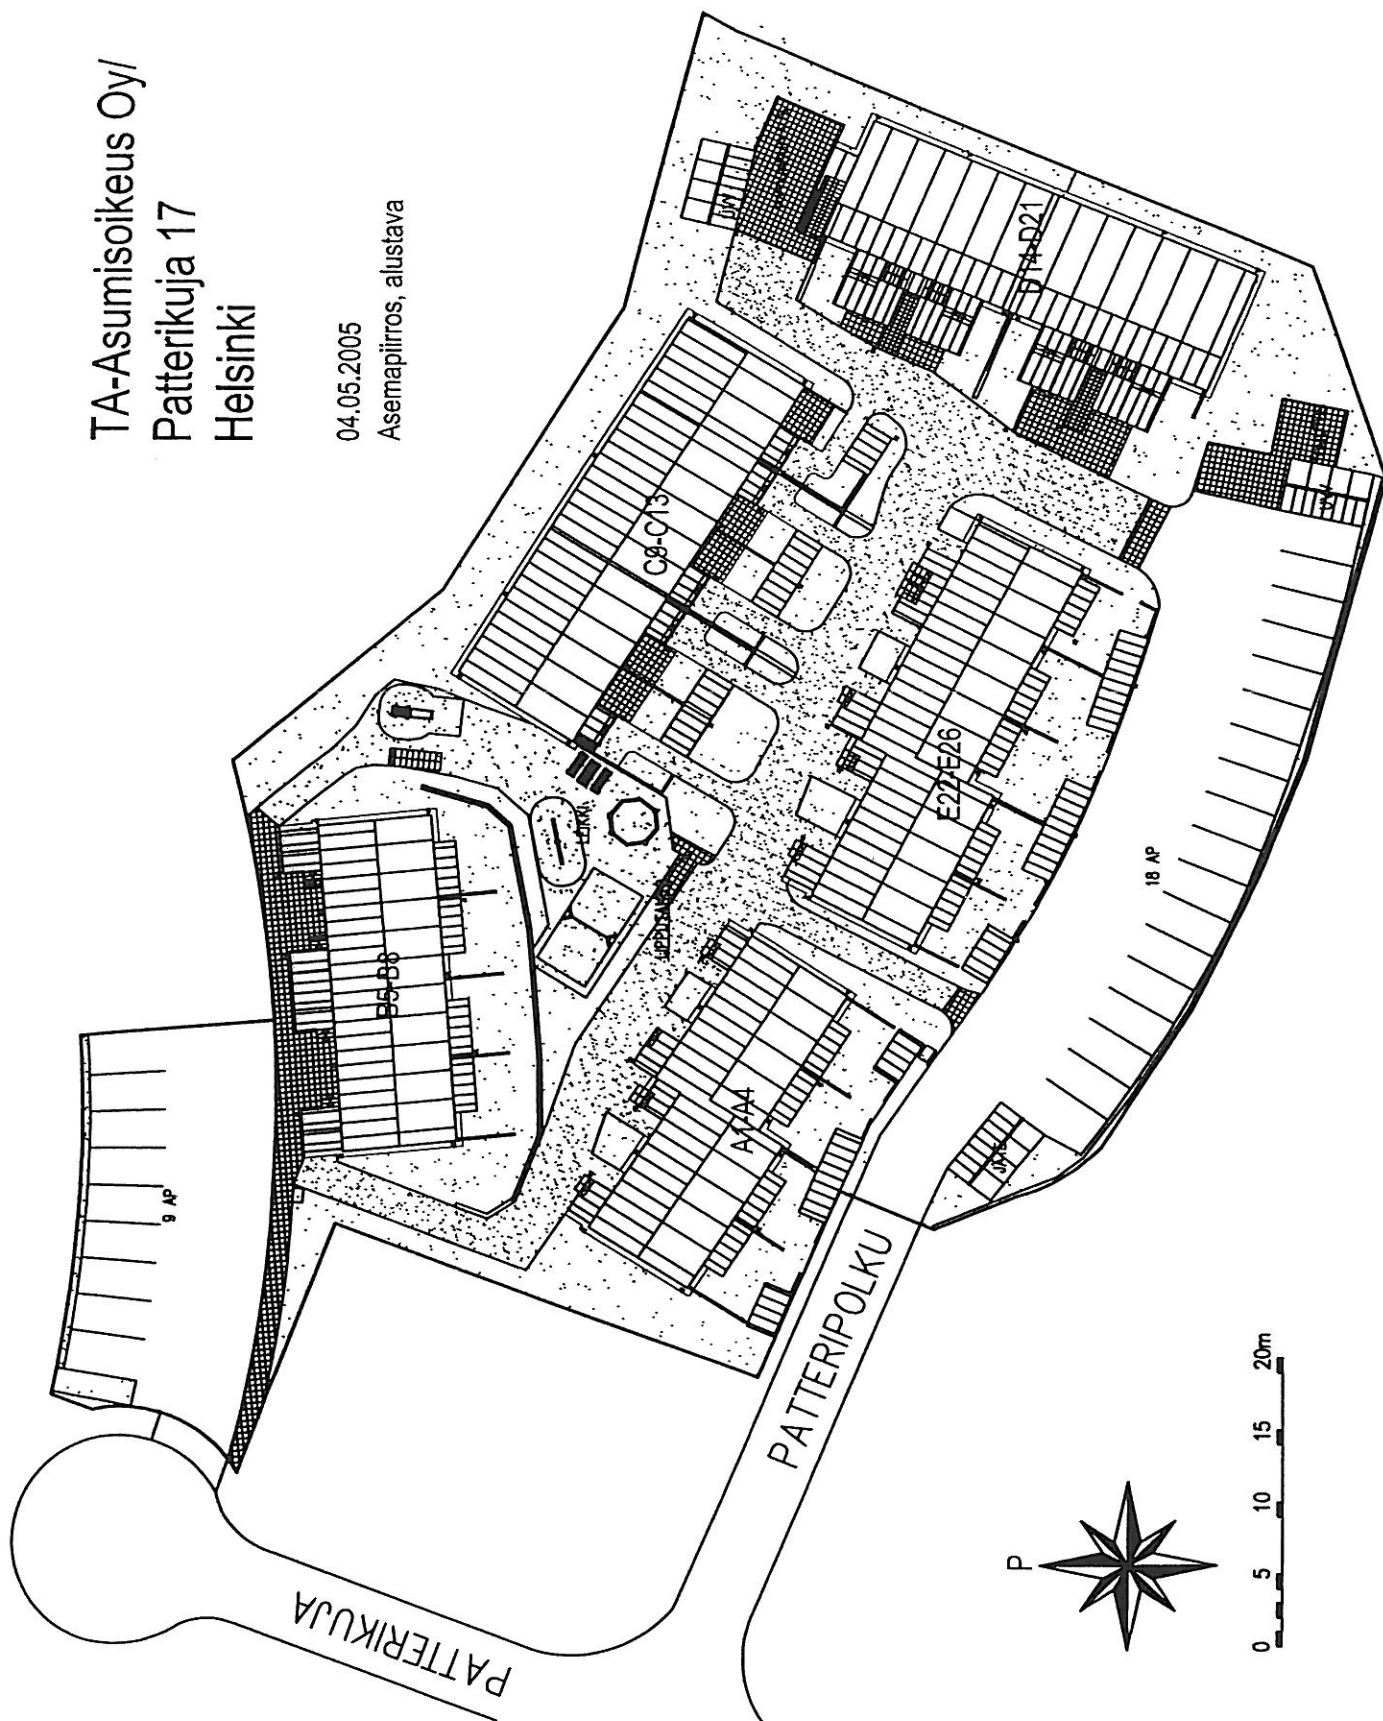 TA-Asumisoikeus Oy/
Patterikuja 17
Helsinki
04.05.2005
Asemapiirros, alustava
D14-D21
C9-C13
E22-E26
B5-B8
A1-A4
LEIKKI
18 AP
9 AP
PATTERIPOLKU
PATTERIKUJA
P
0 5 10 15 20m